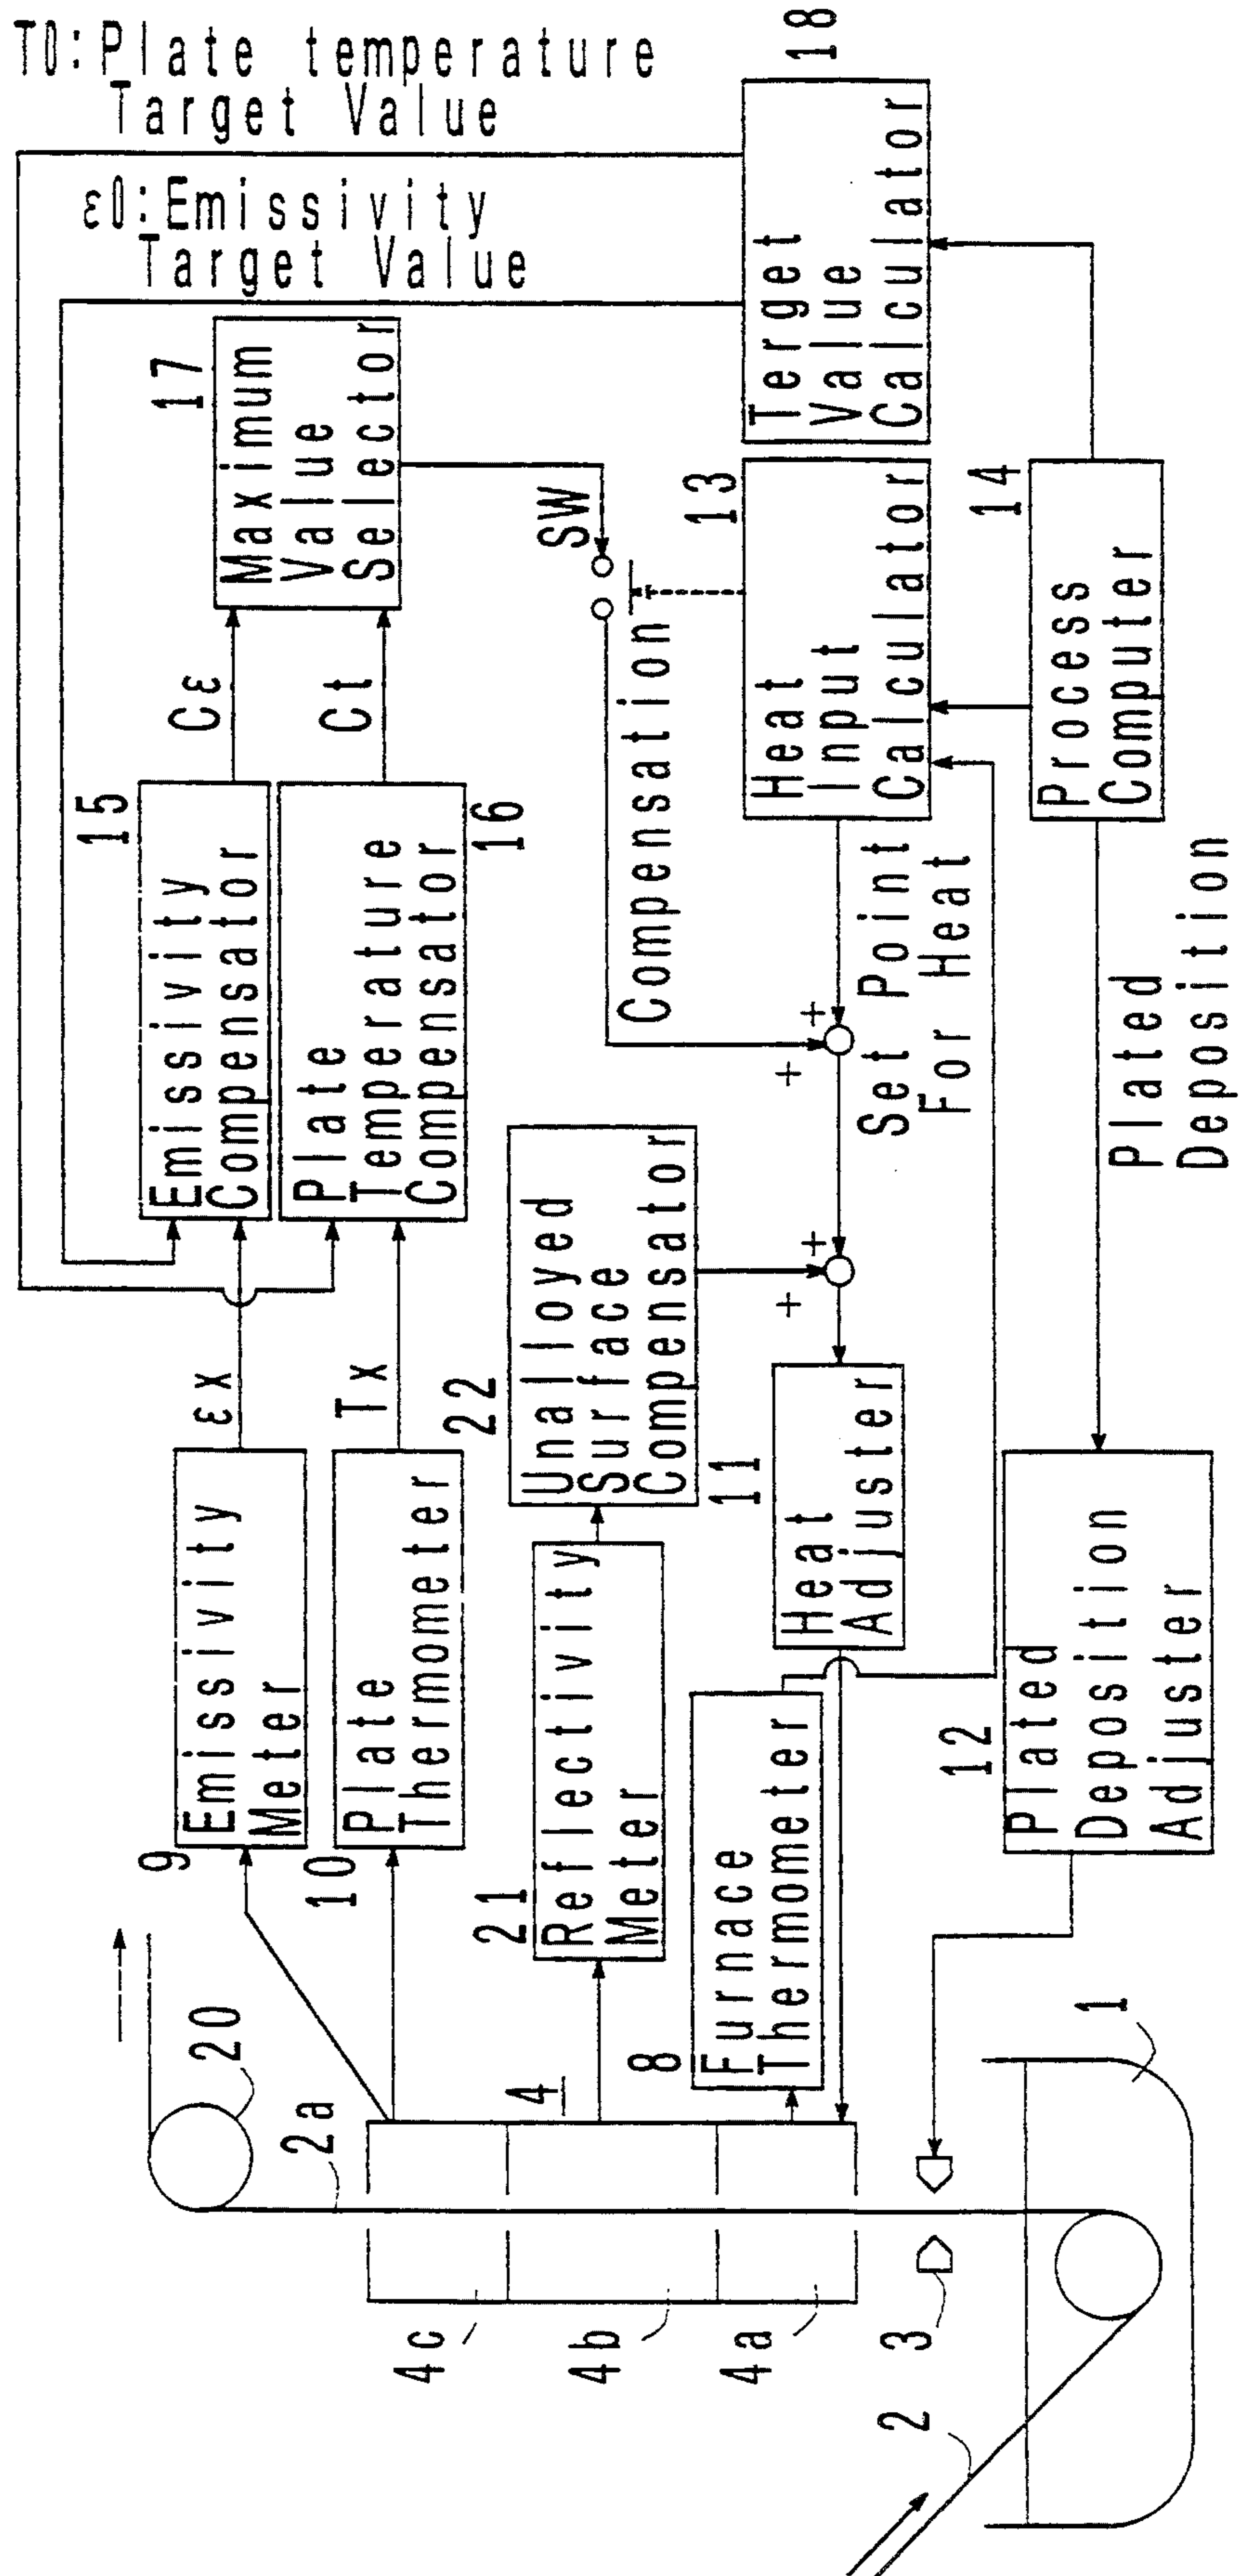 T0:Plate temperature
Target Value
ε0:Emissivity
Target Value
18
Terget
Value
Calculator
17
Maximum
Value
Selector
SW
13
Heat
Input
Calculator
14
Process
Computer
Cε
Ct
Compensation
15
Emissivity
Compensator
Plate
Temperature
Compensator
16
Set Point
For Heat
Plated
Deposition
εx
Tx
22
Unalloyed
Surface
Compensator
+
+
+
+
11
Heat
Adjuster
9
Emissivity
Meter
10
Plate
Thermometer
21
Reflectivity
Meter
8
Furnace
Thermometer
12
Plated
Deposition
Adjuster
20
2a
4
1
4c
4b
4a
3
2